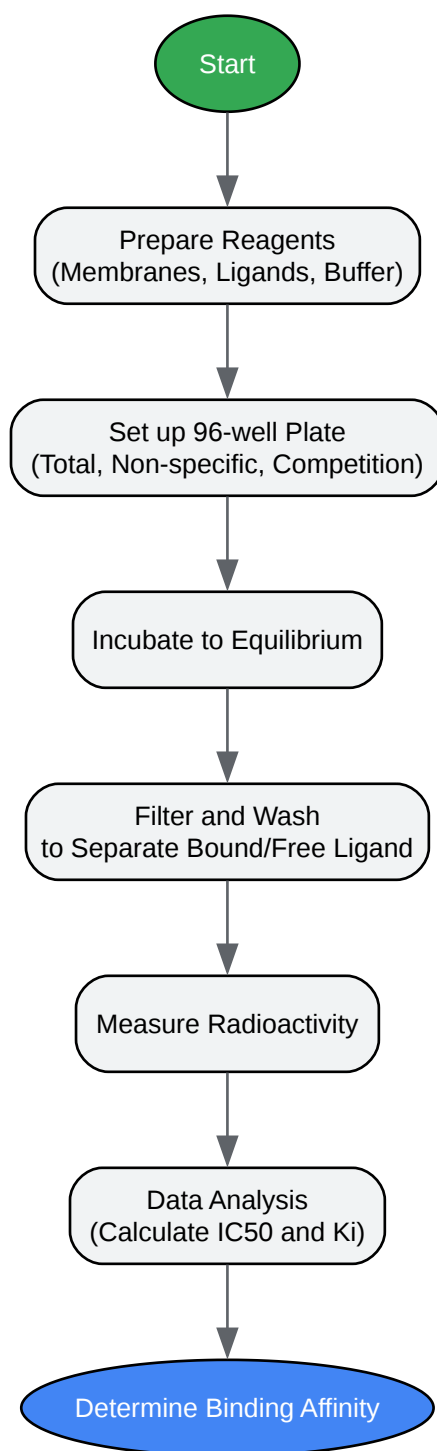 Start
Prepare Reagents
(Membranes, Ligands, Buffer)
Set up 96-well Plate
(Total, Non-specific, Competition)
Incubate to Equilibrium
Filter and Wash
to Separate Bound/Free Ligand
Measure Radioactivity
Data Analysis
(Calculate IC50 and Ki)
Determine Binding Affinity